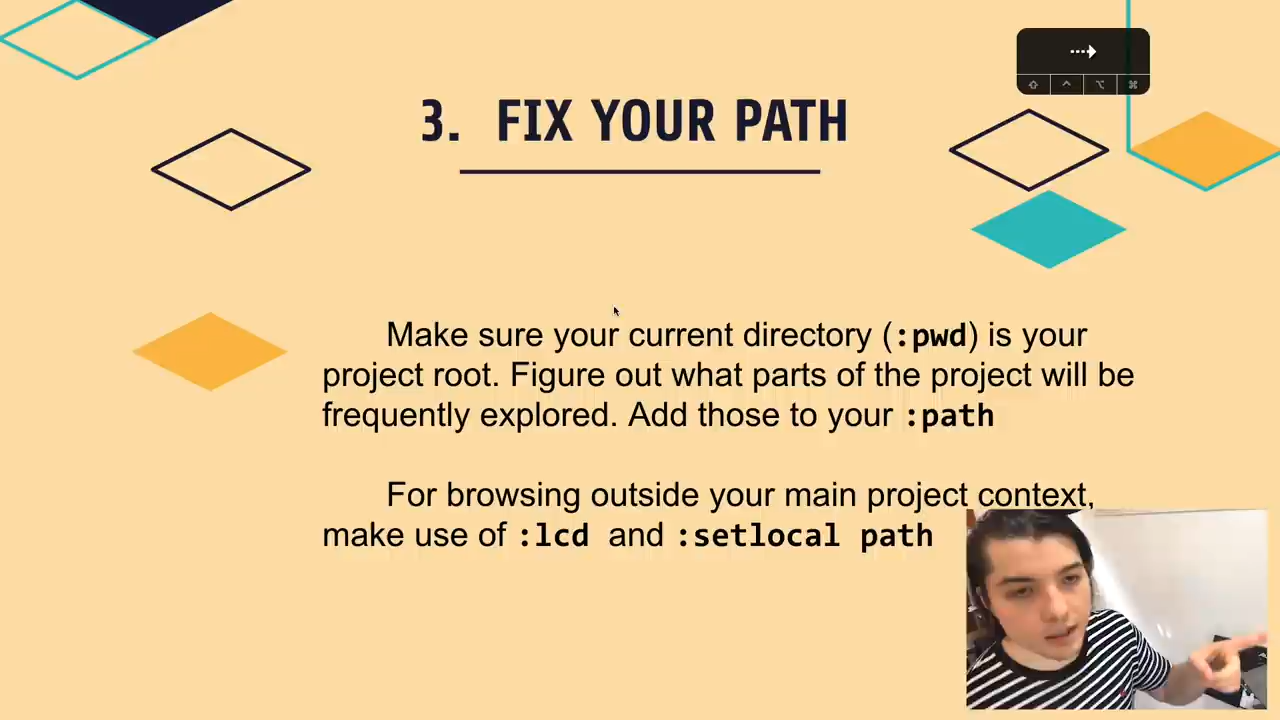 3. FIX YOUR PATH
Make sure your current directory (:pwd) is your
project root. Figure out what parts of the project will be
frequently explored. Add those to your :path
For browsing outside your main project context,
make use of :lcd and :setlocal path